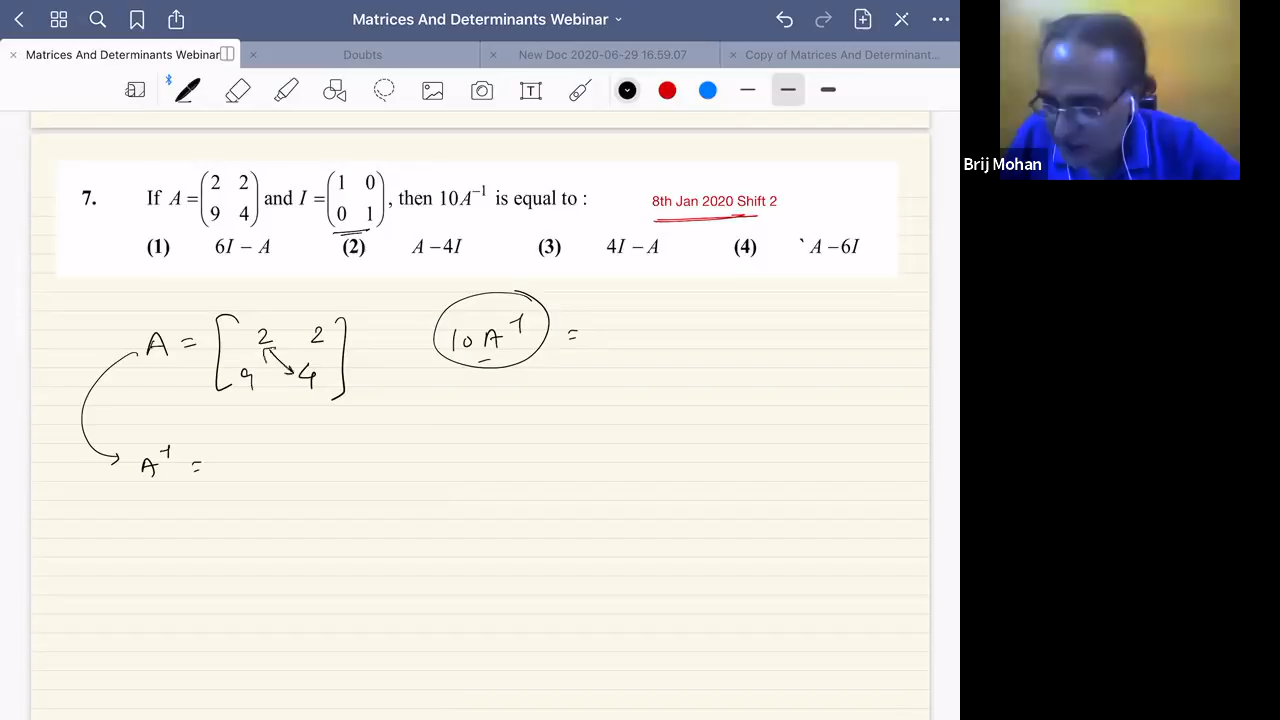 Matrices And Determinants Webinar
Matrices And Determinants Webinar
Doubts
New Doc 2020-06-29 16.59.07
Copy of Matrices And Determinant...
T
Brij Mohan
7. If A = (2 2 9 4) and I = (1 0 0 1), then 10A⁻¹ is equal to :
8th Jan 2020 Shift 2
(1) 6I − A (2) A − 4I (3) 4I − A (4) A − 6I
A = [2 2
9 4]
10 A⁻¹ =
A⁻¹ =